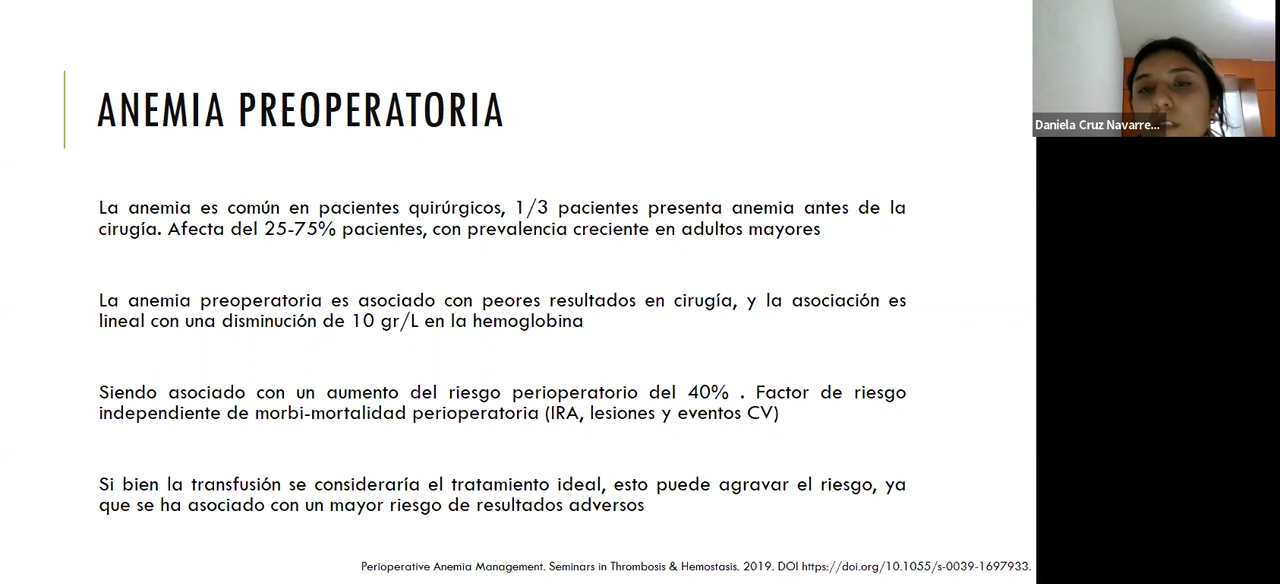 ANEMIA PREOPERATORIA
La anemia es común en pacientes quirúrgicos, 1/3 pacientes presenta anemia antes de la
cirugía. Afecta del 25-75% pacientes, con prevalencia creciente en adultos mayores
La anemia preoperatoria es asociado con peores resultados en cirugía, y la asociación es
lineal con una disminución de 10 gr/L en la hemoglobina
Siendo asociado con un aumento del riesgo perioperatorio del 40% . Factor de riesgo
independiente de morbi-mortalidad perioperatoria (IRA, lesiones y eventos CV)
Si bien la transfusión se consideraría el tratamiento ideal, esto puede agravar el riesgo, ya
que se ha asociado con un mayor riesgo de resultados adversos
Perioperative Anemia Management. Seminars in Thrombosis & Hemostasis. 2019. DOI https://doi.org/10.1055/s-0039-1697933.
Daniela Cruz Navarre...